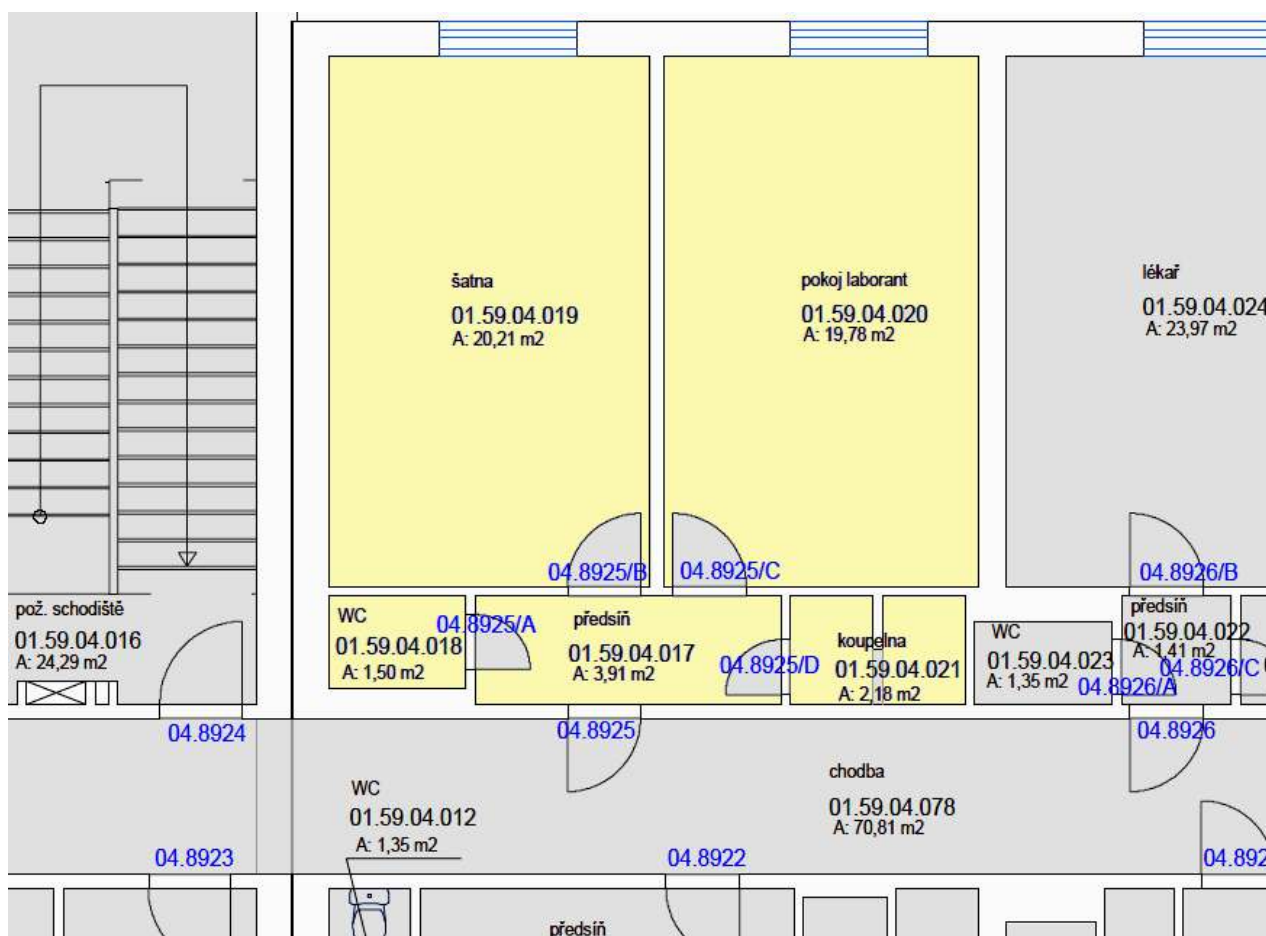 šatna
01.59.04.019
A: 20,21 m2
pokoj laborant
01.59.04.020
A: 19,78 m2
lékař
01.59.04.024
A: 23,97 m2
04.8925/B
04.8925/C
04.8926/B
pož. schodiště
01.59.04.016
A: 24,29 m2
WC
01.59.04.018
A: 1,50 m2
04.8925/A
předsíň
01.59.04.017
A: 3,91 m2
04.8925/D
koupelna
01.59.04.021
A: 2,18 m2
WC
01.59.04.023
A: 1,35 m2
04.8926/A
předsíň
01.59.04.022
A: 1,41 m2
04.8926/C
04.8924
04.8925
04.8926
WC
01.59.04.012
A: 1,35 m2
chodba
01.59.04.078
A: 70,81 m2
04.8923
04.8922
04.892
předsíň